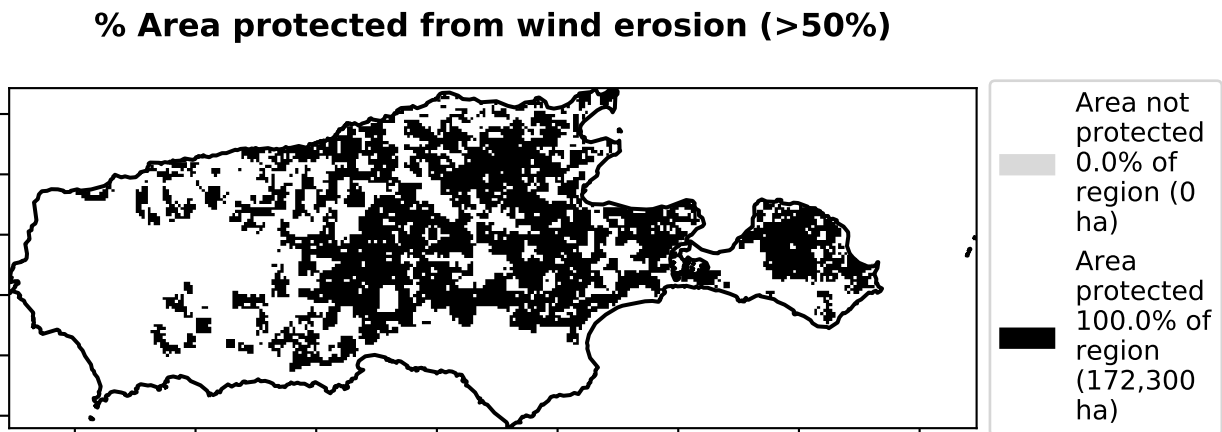 % Area protected from wind erosion (>50%)
Area not
protected
0.0% of
region (0
ha)
Area
protected
100.0% of
region
(172,300
ha)